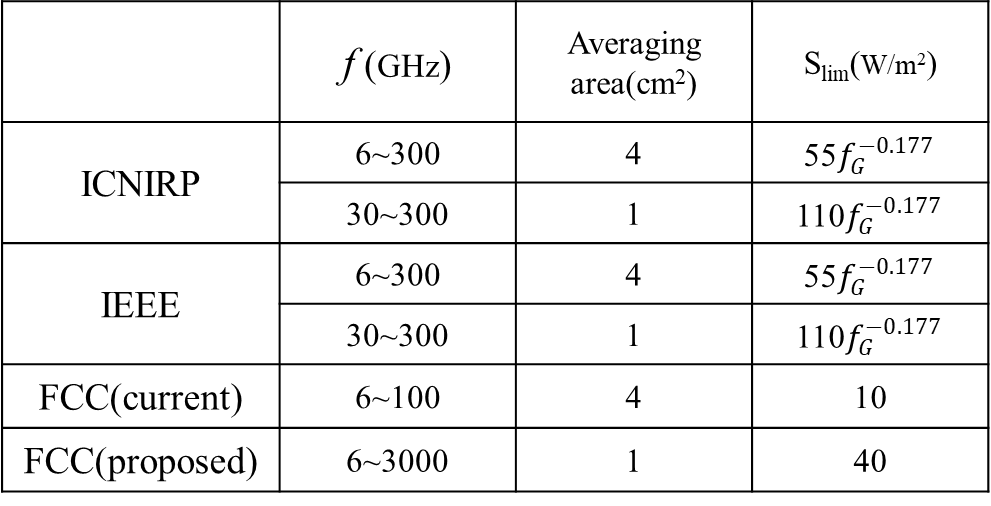 f (GHz) Averaging area(cm²) Sₗᵢₘ(W/m²)
ICNIRP 6~300 4 55f_G^−0.177
30~300 1 110f_G^−0.177
IEEE 6~300 4 55f_G^−0.177
30~300 1 110f_G^−0.177
FCC(current) 6~100 4 10
FCC(proposed) 6~3000 1 40